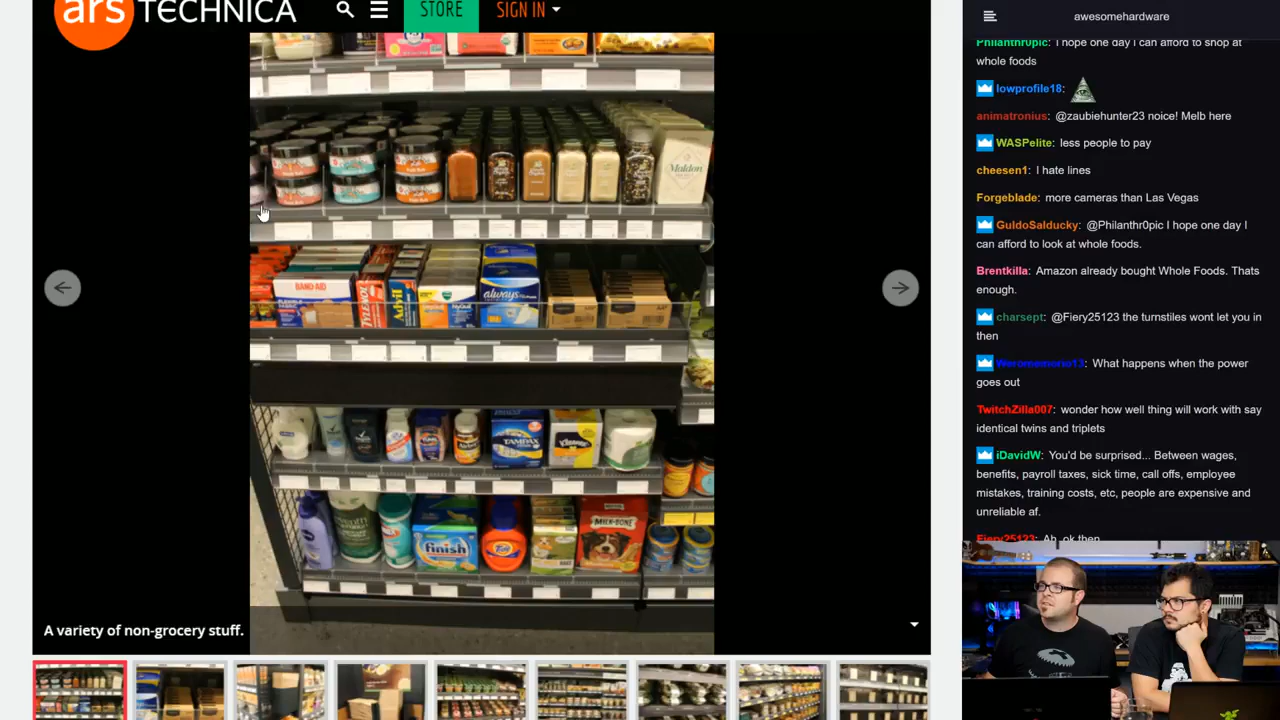 ars TECHNICA
STORE
SIGN IN
awesomehardware
Philanthr0pic: I hope one day I can afford to shop at
whole foods
lowprofile18:
animatronius: @zaubiehunter23 noice! Melb here
WASPelite: less people to pay
cheesen1: I hate lines
Forgeblade: more cameras than Las Vegas
GuldoSalducky: @Philanthr0pic I hope one day I
can afford to look at whole foods.
Brentkilla: Amazon already bought Whole Foods. Thats
enough.
charsept: @Fiery25123 the turnstiles wont let you in
then
What happens when the power
goes out
TwitchZilla007: wonder how well thing will work with say
identical twins and triplets
iDavidW: You'd be surprised... Between wages,
benefits, payroll taxes, sick time, call offs, employee
mistakes, training costs, etc, people are expensive and
unreliable af.
Fiery25123: Ah, ok then
Maldon
BAND-AID
TYLENOL
Advil
always
TUMS
TAMPAX
Kleenex
finish
Tide
MILK-BONE
A variety of non-grocery stuff.